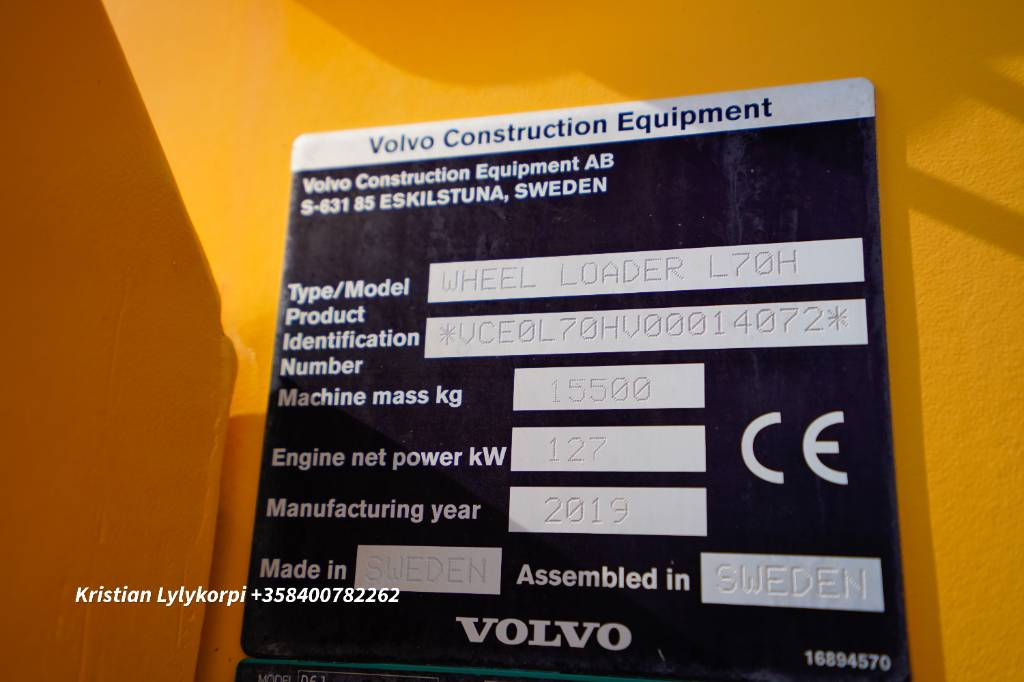 Volvo Construction Equipment
Volvo Construction Equipment AB
S-631 85 ESKILSTUNA, SWEDEN
Type/Model WHEEL LOADER L70H
Product
Identification *VCE0L70HV00014072*
Number
Machine mass kg 15500
Engine net power kW 127
Manufacturing year 2019
Made in SWEDEN Assembled in SWEDEN
Kristian Lylykorpi +358400782262
VOLVO
16894570
MODEL D6J